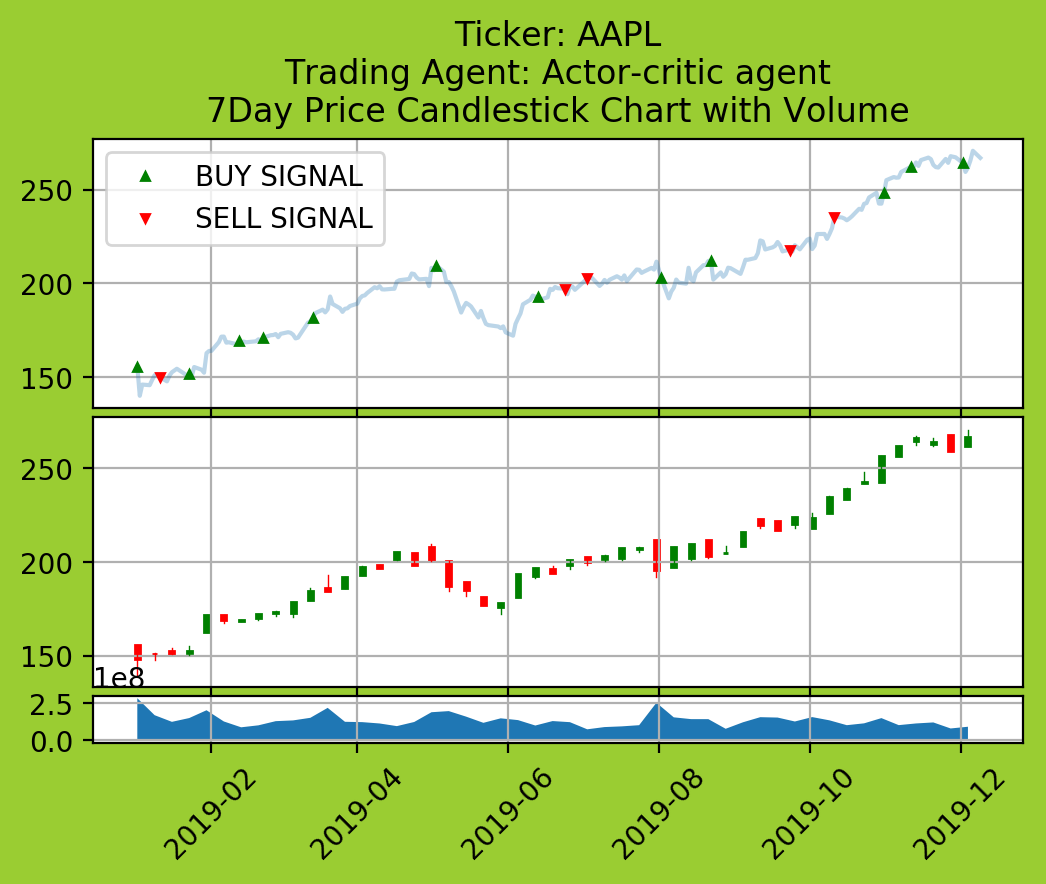 Ticker: AAPL
Trading Agent: Actor-critic agent
7Day Price Candlestick Chart with Volume
BUY SIGNAL
SELL SIGNAL
250
200
150
250
200
150
1e8
2.5
0.0
2019-02
2019-04
2019-06
2019-08
2019-10
2019-12